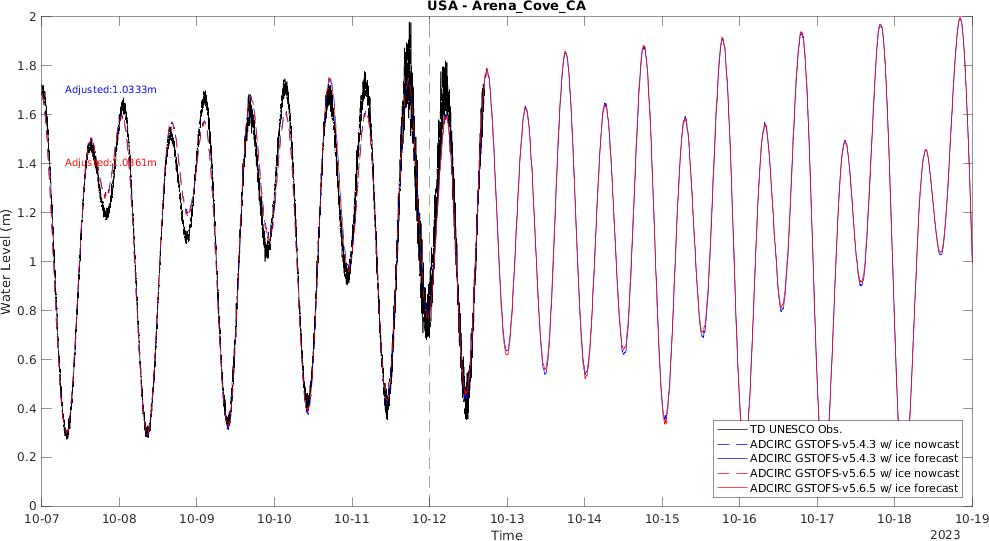 USA - Arena_Cove_CA
2
1.8
1.6
1.4
1.2
1
0.8
0.6
0.4
0.2
0
Water Level (m)
Adjusted:1.0333m
Adjusted:1.0361m
TD UNESCO Obs.
ADCIRC GSTOFS-v5.4.3 w/ ice nowcast
ADCIRC GSTOFS-v5.4.3 w/ ice forecast
ADCIRC GSTOFS-v5.6.5 w/ ice nowcast
ADCIRC GSTOFS-v5.6.5 w/ ice forecast
10-07 10-08 10-09 10-10 10-11 10-12 10-13 10-14 10-15 10-16 10-17 10-18 10-19
Time
2023